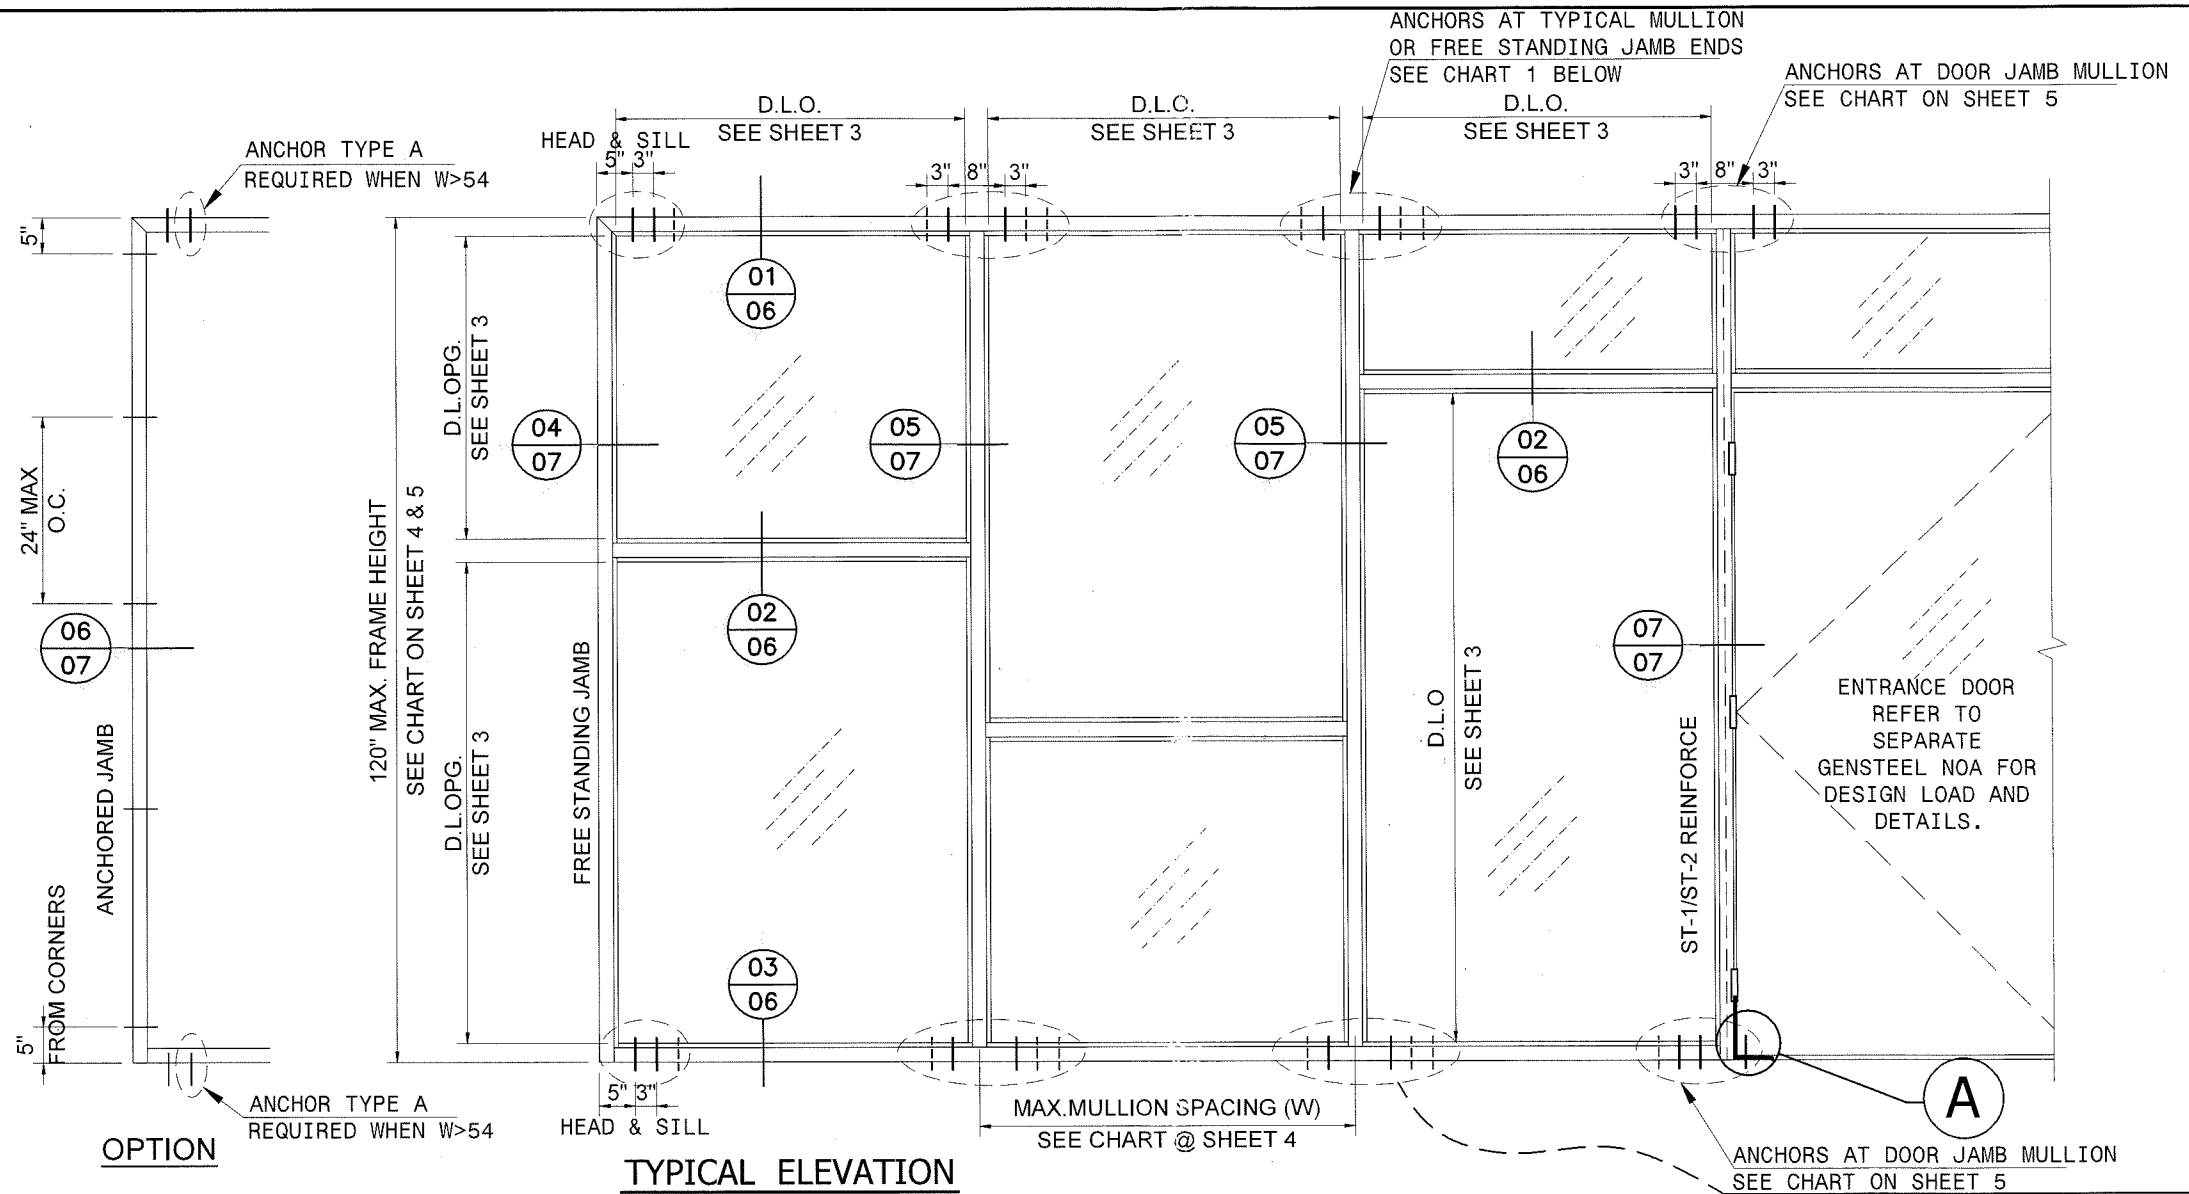 ANCHORS AT TYPICAL MULLION
OR FREE STANDING JAMB ENDS
SEE CHART 1 BELOW
ANCHORS AT DOOR JAMB MULLION
SEE CHART ON SHEET 5
D.L.O.
SEE SHEET 3
D.L.O.
SEE SHEET 3
D.L.O.
SEE SHEET 3
HEAD & SILL
5" 3"
3" 8" 3"
3" 8" 3"
ANCHOR TYPE A
REQUIRED WHEN W>54
5"
24" MAX
O.C.
06
07
ANCHORED JAMB
5"
FROM CORNERS
ANCHOR TYPE A
REQUIRED WHEN W>54
OPTION
120" MAX. FRAME HEIGHT
SEE CHART ON SHEET 4 & 5
D.L.OPG.
SEE SHEET 3
D.L.OPG.
SEE SHEET 3
04
07
FREE STANDING JAMB
01
06
02
06
03
06
05
07
05
07
02
06
D.L.O
SEE SHEET 3
07
07
ST-1/ST-2 REINFORCE
ENTRANCE DOOR
REFER TO
SEPARATE
GENSTEEL NOA FOR
DESIGN LOAD AND
DETAILS.
5" 3"
HEAD & SILL
MAX.MULLION SPACING (W)
SEE CHART @ SHEET 4
A
ANCHORS AT DOOR JAMB MULLION
SEE CHART ON SHEET 5
TYPICAL ELEVATION